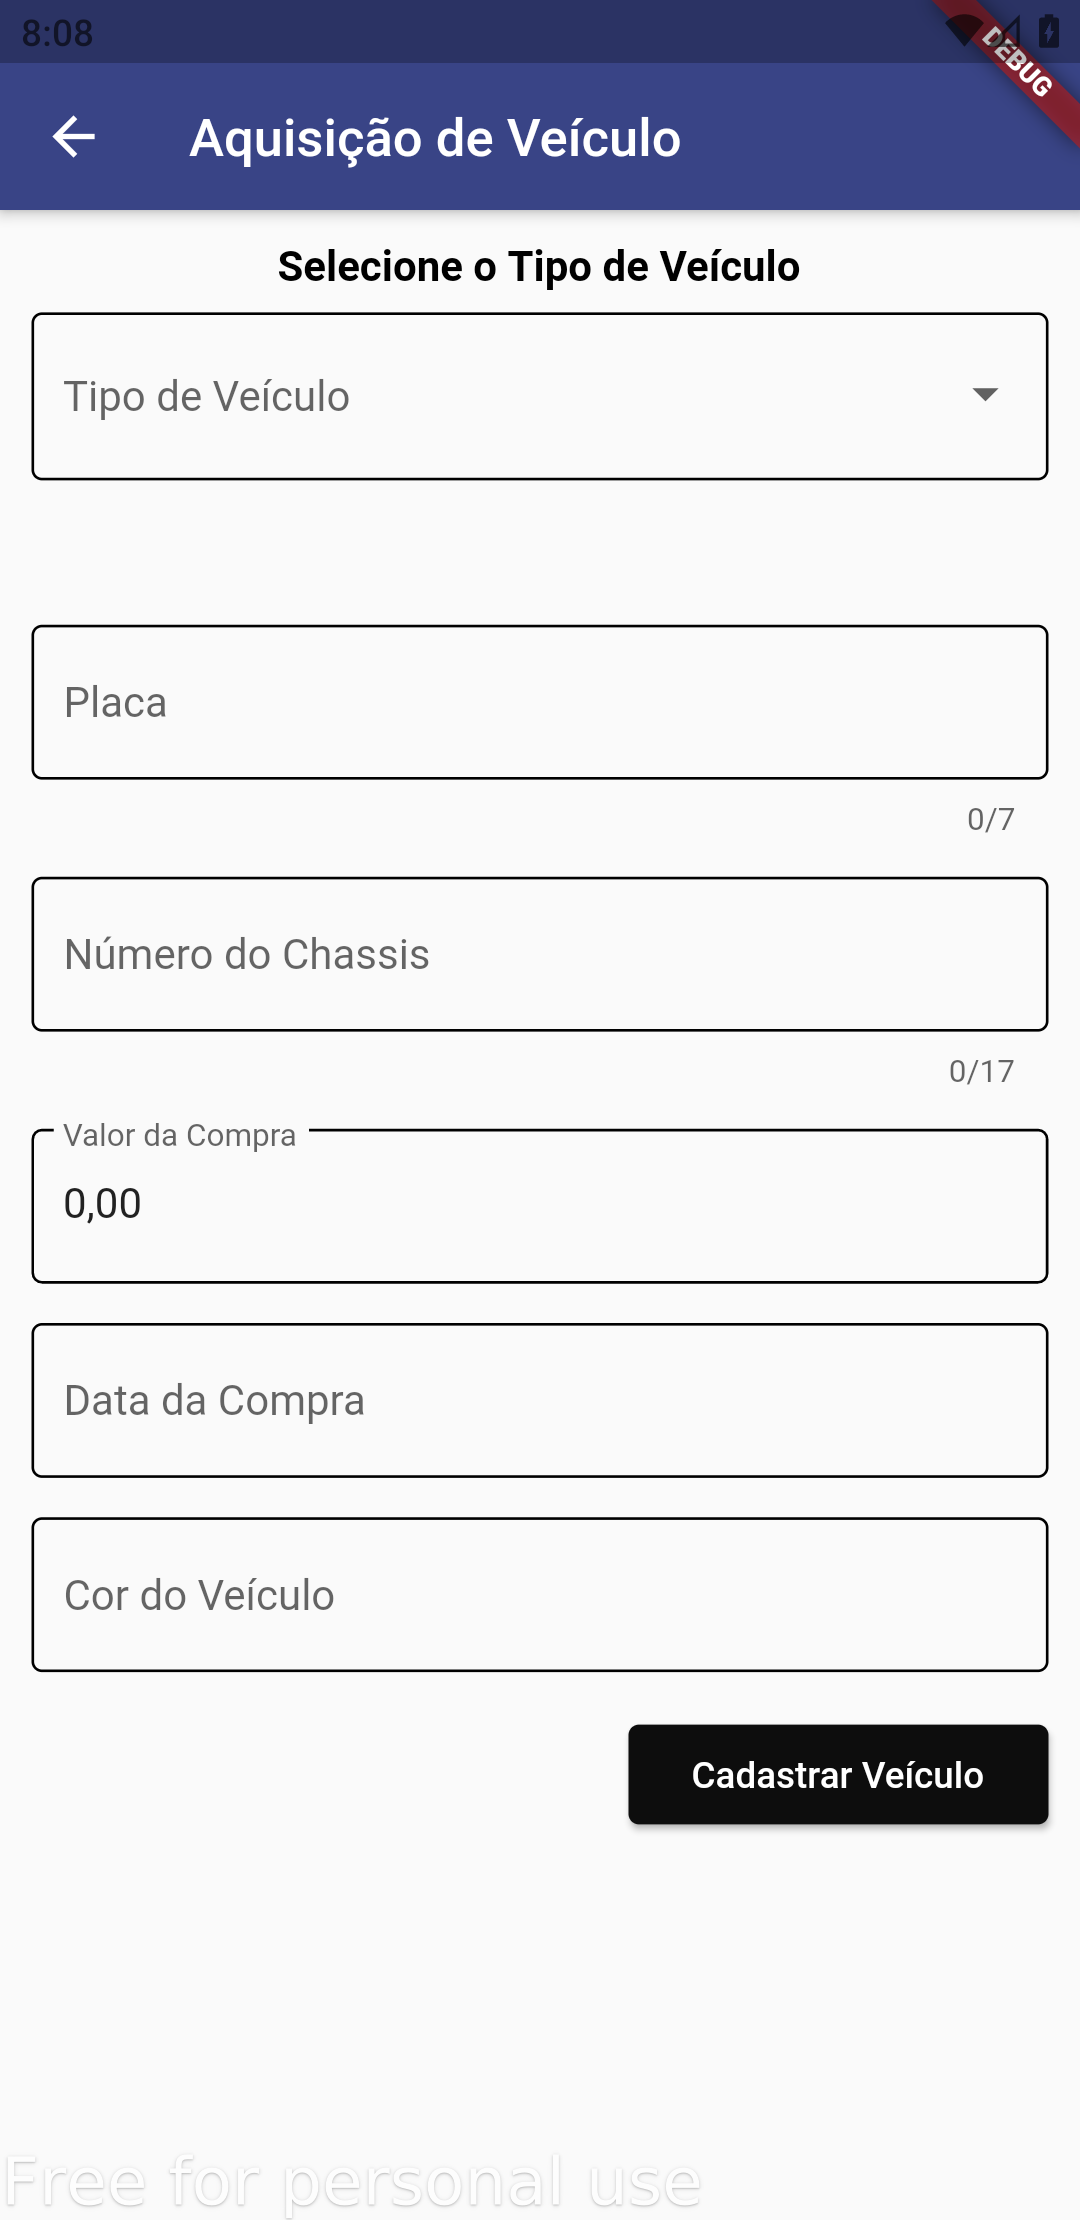 8:08
DEBUG
Aquisição de Veículo
Selecione o Tipo de Veículo
Tipo de Veículo
Placa
0/7
Número do Chassis
0/17
Valor da Compra
0,00
Data da Compra
Cor do Veículo
Cadastrar Veículo
Free for personal use